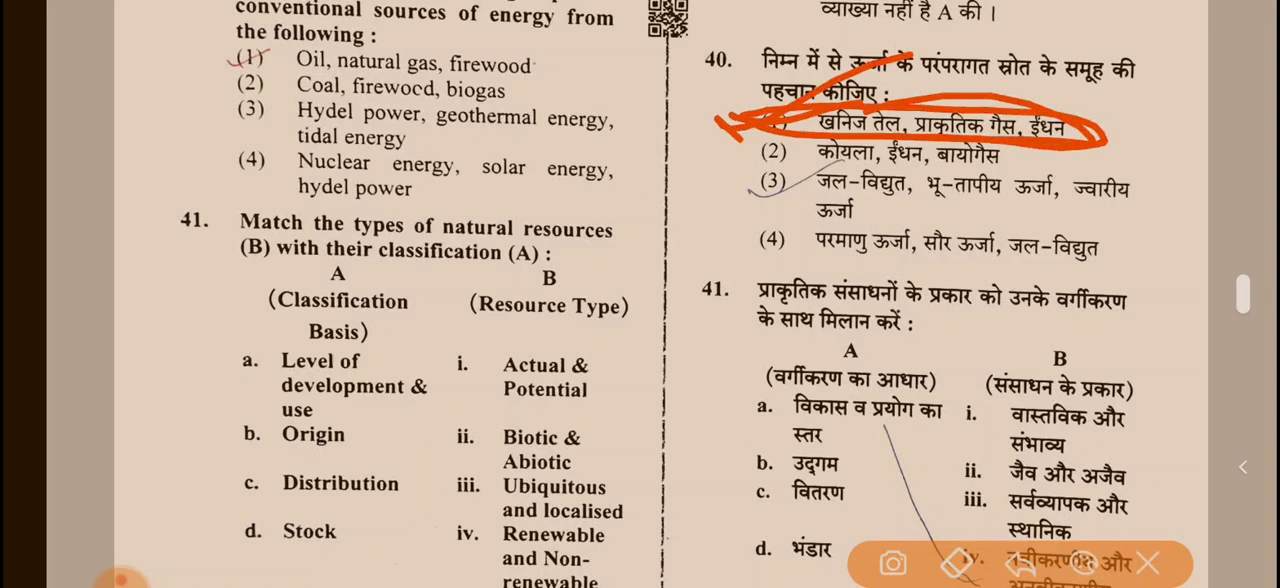 conventional sources of energy from
the following :
(1) Oil, natural gas, firewood
(2) Coal, firewood, biogas
(3) Hydel power, geothermal energy,
tidal energy
(4) Nuclear energy, solar energy,
hydel power
41. Match the types of natural resources
(B) with their classification (A) :
A B
(Classification (Resource Type)
Basis)
a. Level of i. Actual &
development & Potential
use
b. Origin ii. Biotic &
Abiotic
c. Distribution iii. Ubiquitous
and localised
d. Stock iv. Renewable
and Non-
renewable
व्याख्या नहीं है A की ।
40. निम्न में से ऊर्जा के परंपरागत स्रोत के समूह की
पहचान कीजिए :
खनिज तेल, प्राकृतिक गैस, ईंधन
(2) कोयला, ईंधन, बायोगैस
(3) जल-विद्युत, भू-तापीय ऊर्जा, ज्वारीय
ऊर्जा
(4) परमाणु ऊर्जा, सौर ऊर्जा, जल-विद्युत
41. प्राकृतिक संसाधनों के प्रकार को उनके वर्गीकरण
के साथ मिलान करें :
A B
(वर्गीकरण का आधार) (संसाधन के प्रकार)
a. विकास व प्रयोग का i. वास्तविक और
स्तर संभाव्य
b. उद्गम ii. जैव और अजैव
c. वितरण iii. सर्वव्यापक और
स्थानिक
d. भंडार iv. नवीकरणीय और